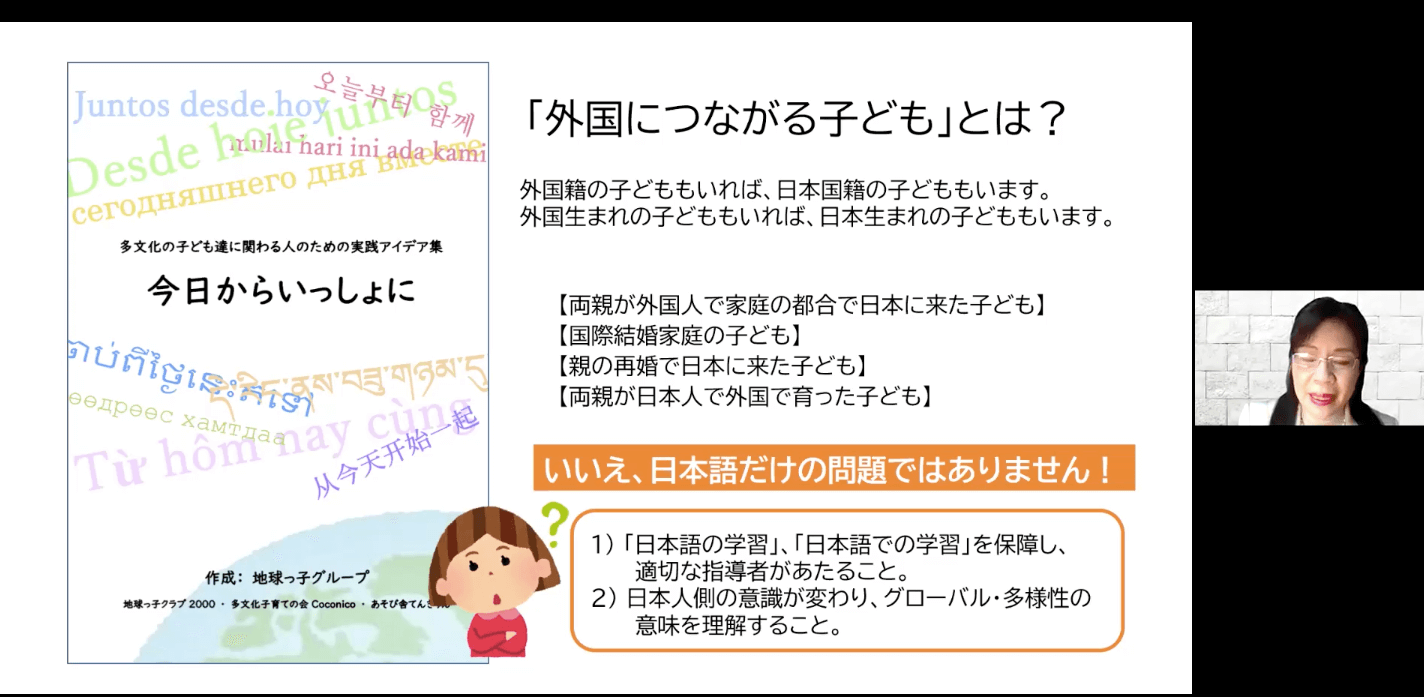 Juntos desde hoy
오늘부터 함께
Desde hoje juntos
mulai hari ini ada kami
сегодняшнего дня вместе
多文化の子ども達に関わる人のための実践アイデア集
今日からいっしょに
ចាប់ពីថ្ងៃនេះតទៅ
өөдрөөс хамтдаа
Từ hôm nay cùng
从今天开始一起
作成： 地球っ子グループ
地球っ子クラブ 2000 ・ 多文化子育ての会 Coconico ・ あそび舎てんきりん
「外国につながる子ども」とは？
外国籍の子どももいれば、日本国籍の子どももいます。
外国生まれの子どももいれば、日本生まれの子どももいます。
【両親が外国人で家庭の都合で日本に来た子ども】
【国際結婚家庭の子ども】
【親の再婚で日本に来た子ども】
【両親が日本人で外国で育った子ども】
いいえ、日本語だけの問題ではありません！
?
1） 「日本語の学習」、「日本語での学習」を保障し、
適切な指導者があたること。
2） 日本人側の意識が変わり、グローバル・多様性の
意味を理解すること。